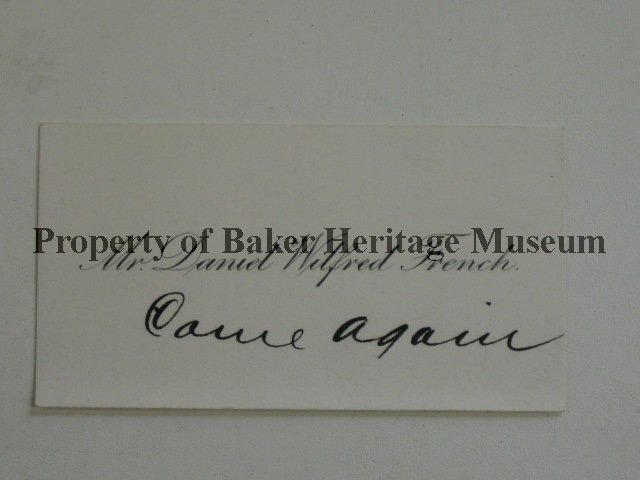 Property of Baker Heritage Museum
Mr. Daniel Wilfred French.
Come again